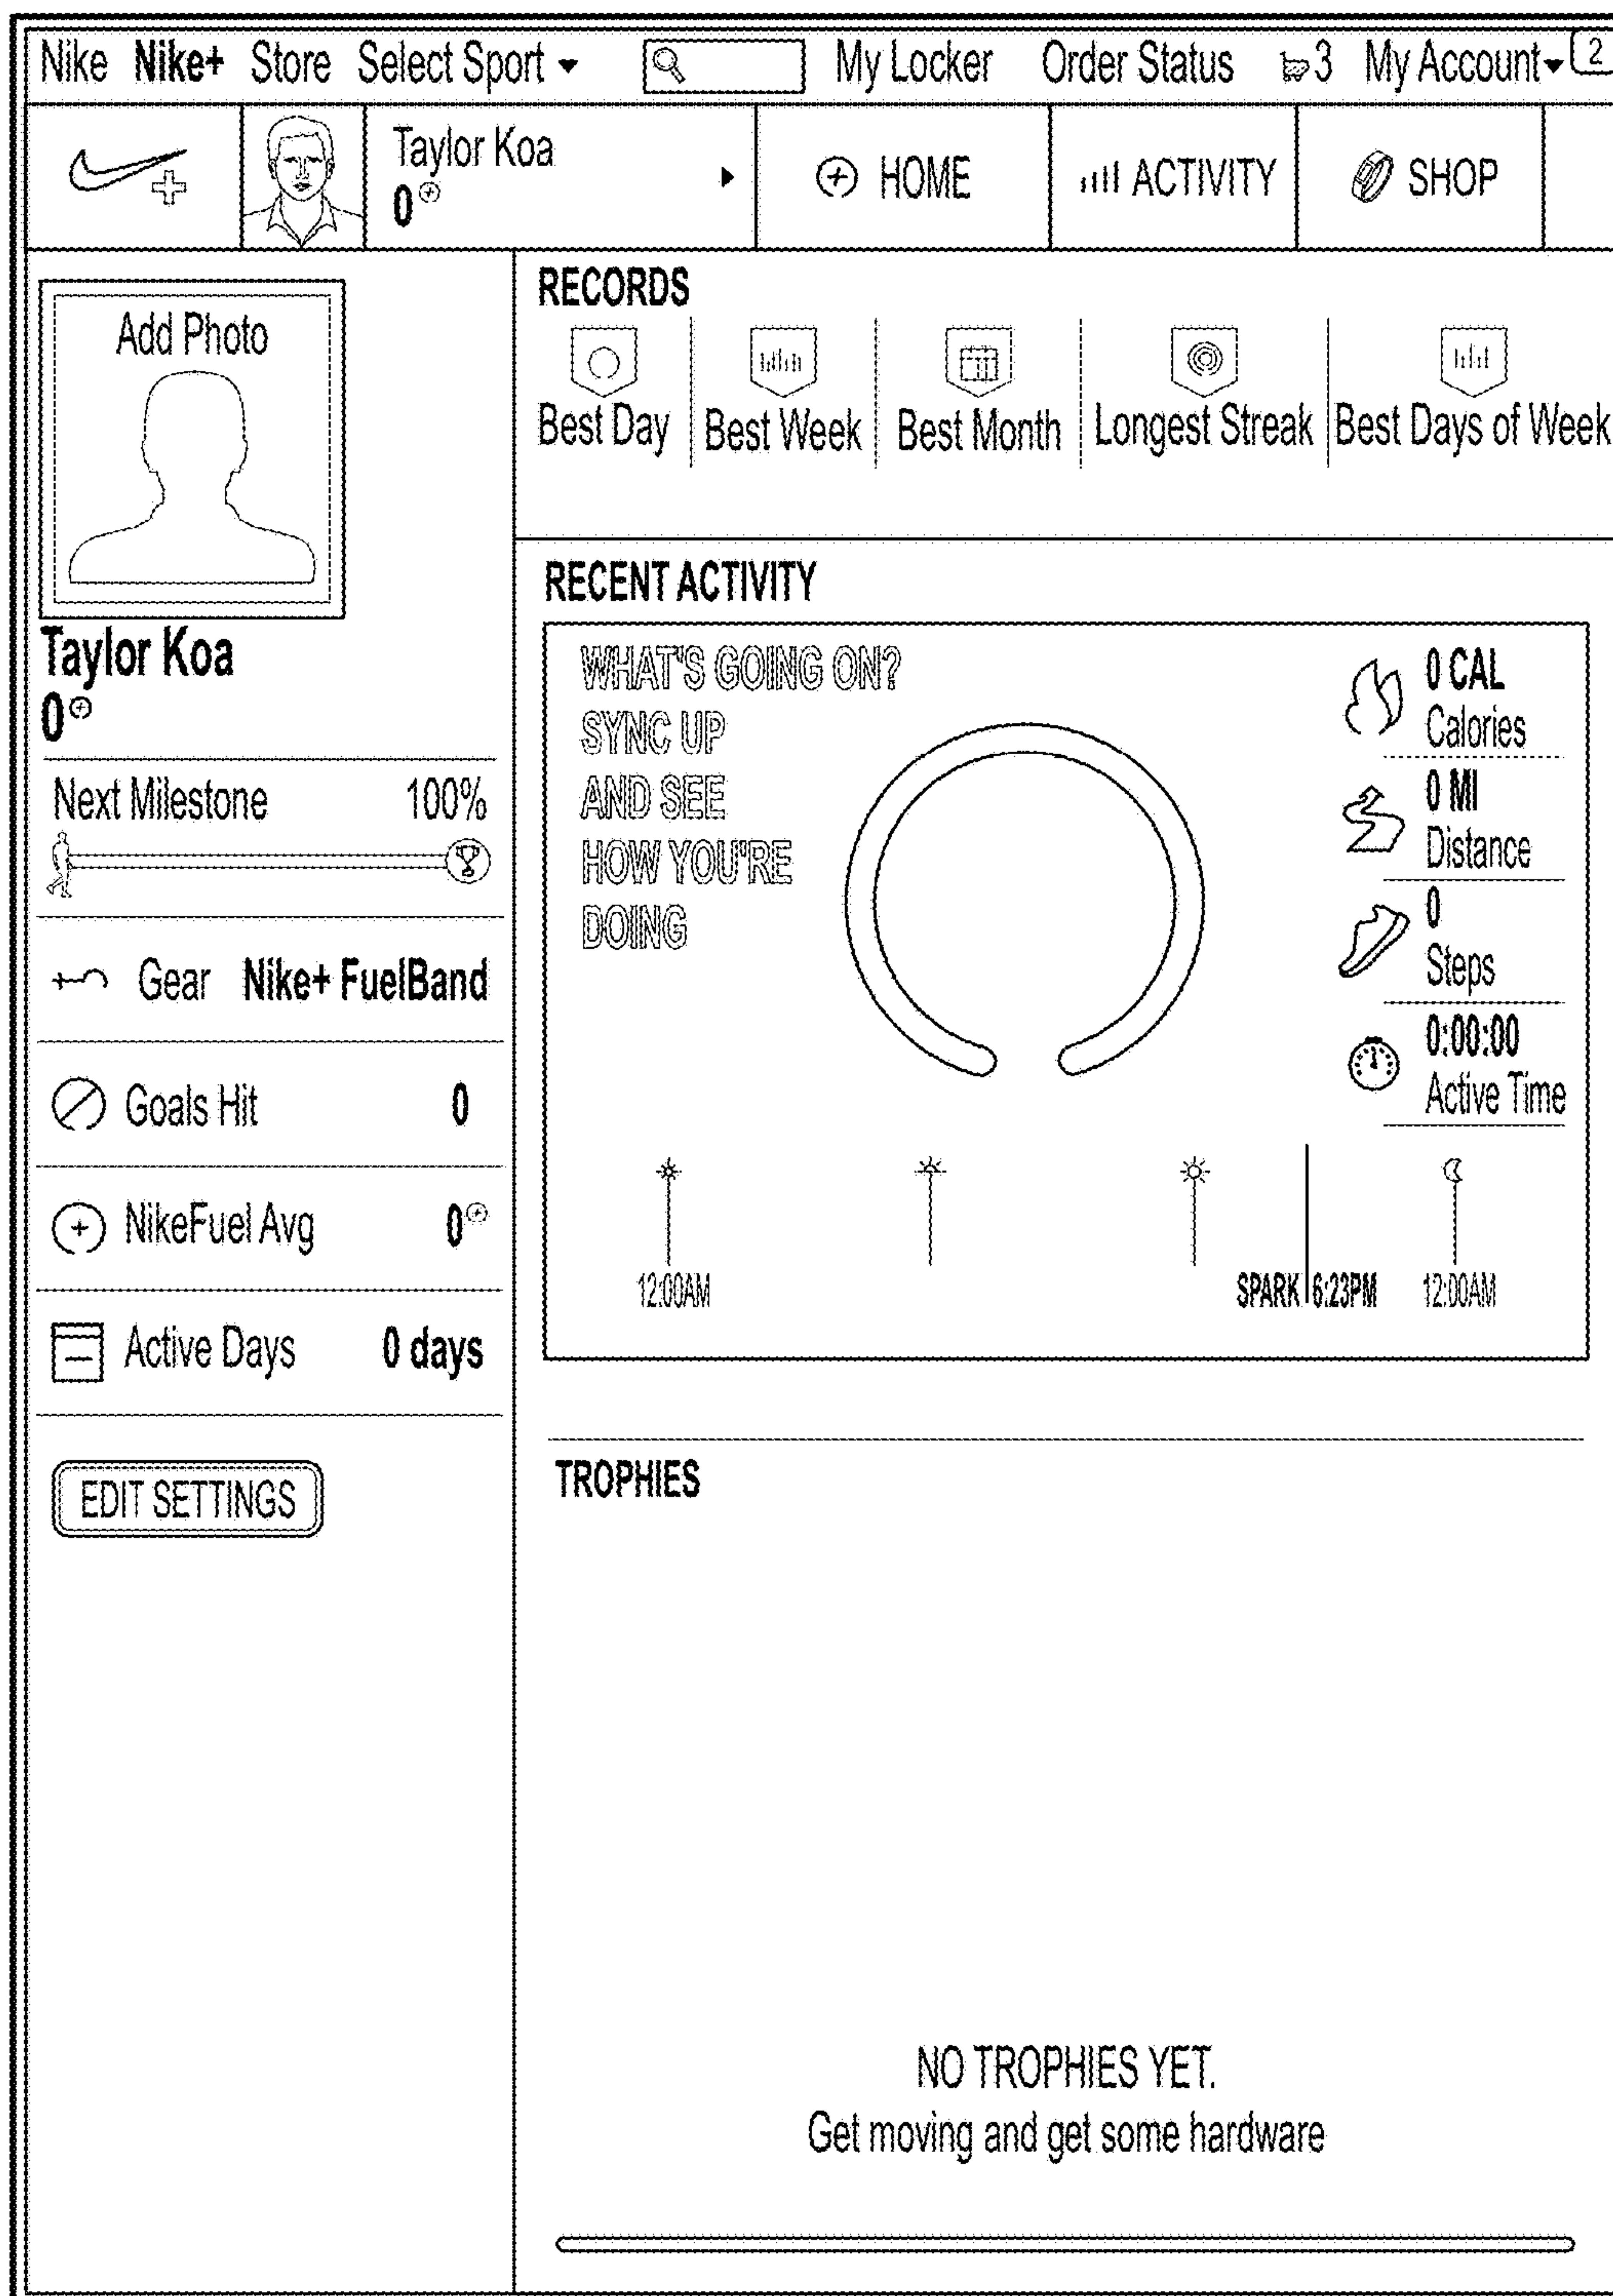 Nike Nike+ Store Select Sport My Locker Order Status 3 My Account 2
Taylor Koa
0
HOME ACTIVITY SHOP
Add Photo
Taylor Koa
0
Next Milestone 100%
Gear Nike+ FuelBand
Goals Hit 0
NikeFuel Avg 0
Active Days 0 days
EDIT SETTINGS
RECORDS
Best Day Best Week Best Month Longest Streak Best Days of Week
RECENT ACTIVITY
WHAT'S GOING ON?
SYNC UP
AND SEE
HOW YOU'RE
DOING
0 CAL
Calories
0 MI
Distance
0
Steps
0:00:00
Active Time
12:00AM SPARK 6:23PM 12:00AM
TROPHIES
NO TROPHIES YET.
Get moving and get some hardware